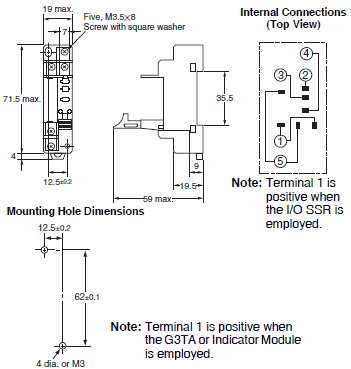 19 max.
Five, M3.5×8
Screw with square washer
7
71.5 max.
4
12.5±0.2
35.5
9
19.5
59 max.
Internal Connections
(Top View)
4
3
2
1
5
Note: Terminal 1 is
positive when
the I/O SSR is
employed.
Mounting Hole Dimensions
12.5±0.2
62±0.1
4 dia. or M3
Note: Terminal 1 is positive when
the G3TA or Indicator Module
is employed.